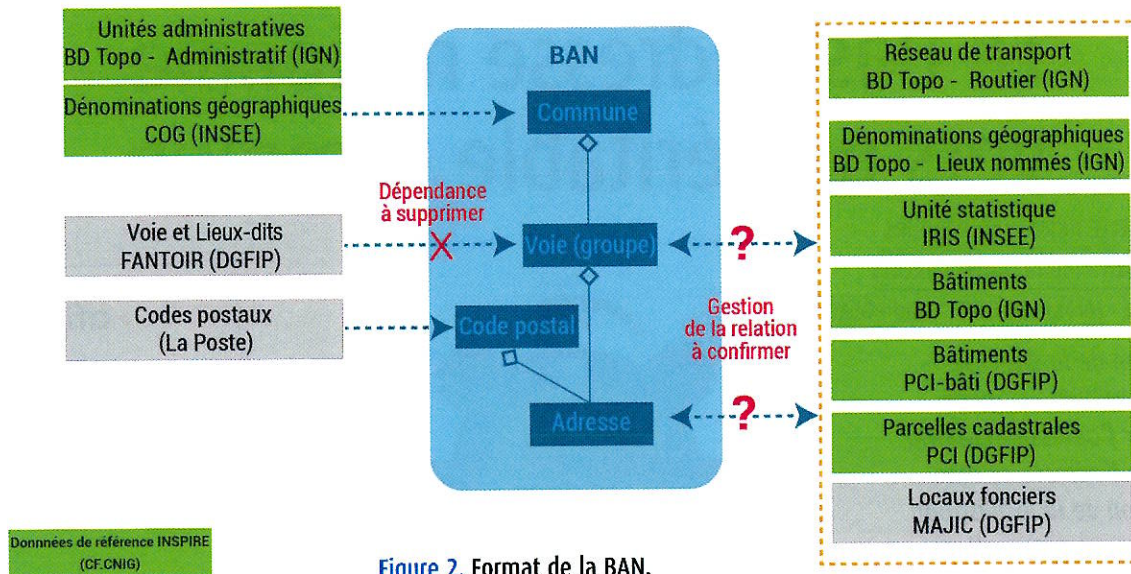 Unités administratives
BD Topo - Administratif (IGN)
Dénominations géographiques
COG (INSEE)
Voie et Lieux-dits
FANTOIR (DGFIP)
Codes postaux
(La Poste)
Donnnées de référence INSPIRE
(CF.CNIG)
Dépendance
à supprimer
BAN
Commune
Voie (groupe)
Code postal
Adresse
?
Gestion
de la relation
à confirmer
?
Réseau de transport
BD Topo - Routier (IGN)
Dénominations géographiques
BD Topo - Lieux nommés (IGN)
Unité statistique
IRIS (INSEE)
Bâtiments
BD Topo (IGN)
Bâtiments
PCI-bâti (DGFIP)
Parcelles cadastrales
PCI (DGFIP)
Locaux fonciers
MAJIC (DGFIP)
Figure 2. Format de la BAN.